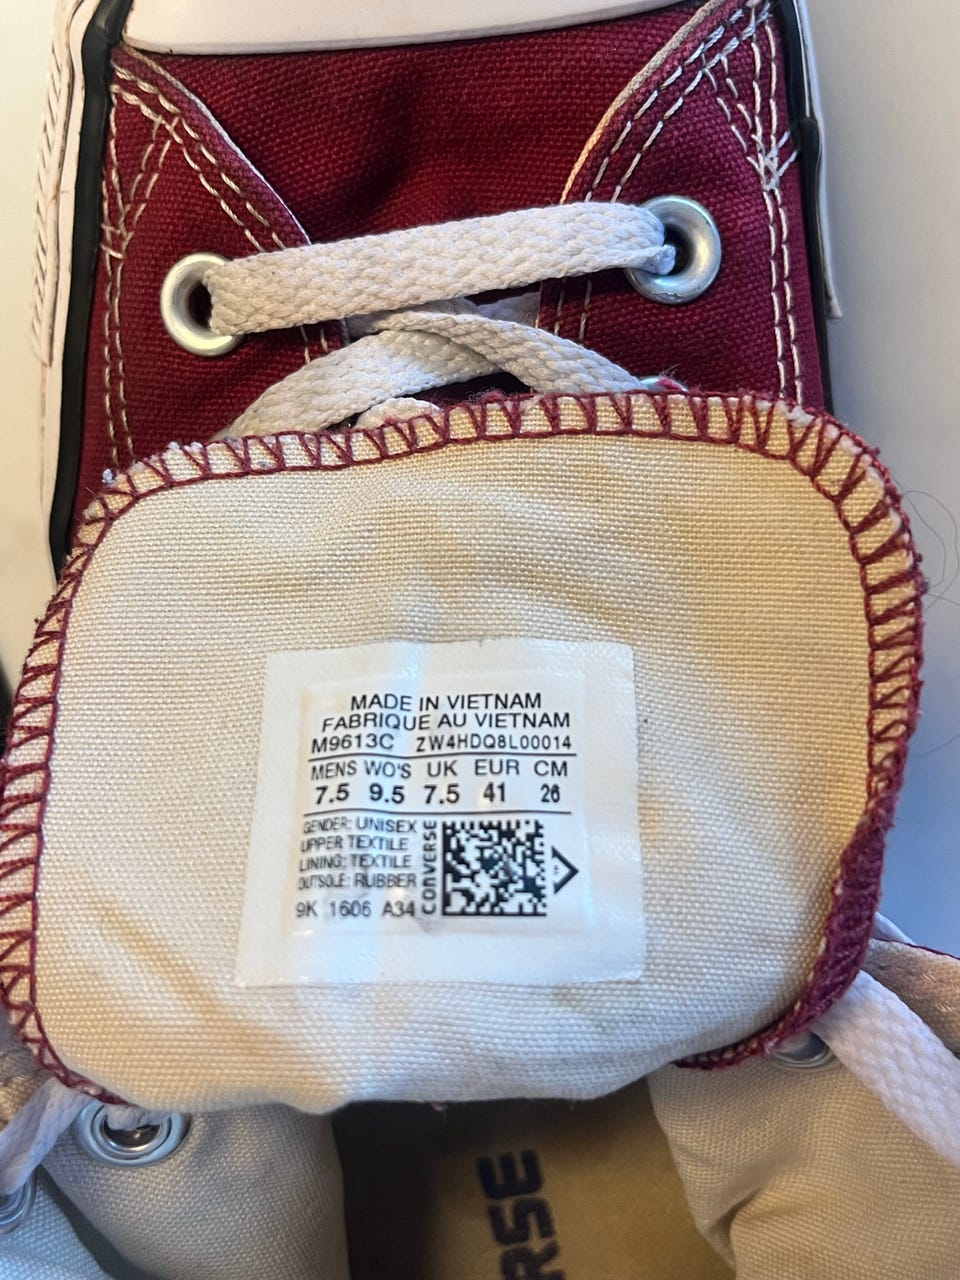 MADE IN VIETNAM
FABRIQUE AU VIETNAM
M9613C ZW4HDQ8L00014
MENS WO'S UK EUR CM
7.5 9.5 7.5 41 26
GENDER: UNISEX
UPPER TEXTILE
LINING: TEXTILE
OUTSOLE: RUBBER
CONVERSE
9K 1606 A34
RSE